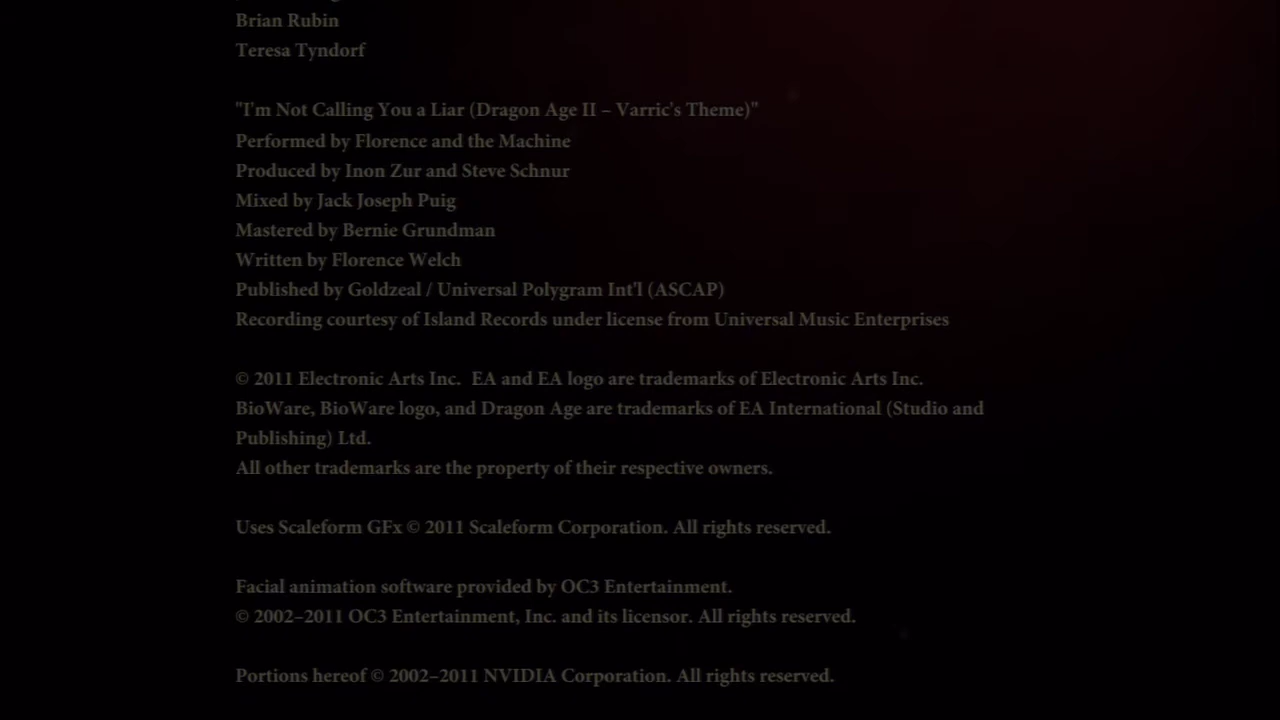 Brian Rubin
Teresa Tyndorf
"I'm Not Calling You a Liar (Dragon Age II – Varric's Theme)"
Performed by Florence and the Machine
Produced by Inon Zur and Steve Schnur
Mixed by Jack Joseph Puig
Mastered by Bernie Grundman
Written by Florence Welch
Published by Goldzeal / Universal Polygram Int'l (ASCAP)
Recording courtesy of Island Records under license from Universal Music Enterprises
© 2011 Electronic Arts Inc.  EA and EA logo are trademarks of Electronic Arts Inc.
BioWare, BioWare logo, and Dragon Age are trademarks of EA International (Studio and
Publishing) Ltd.
All other trademarks are the property of their respective owners.
Uses Scaleform GFx © 2011 Scaleform Corporation. All rights reserved.
Facial animation software provided by OC3 Entertainment.
© 2002–2011 OC3 Entertainment, Inc. and its licensor. All rights reserved.
Portions hereof © 2002–2011 NVIDIA Corporation. All rights reserved.